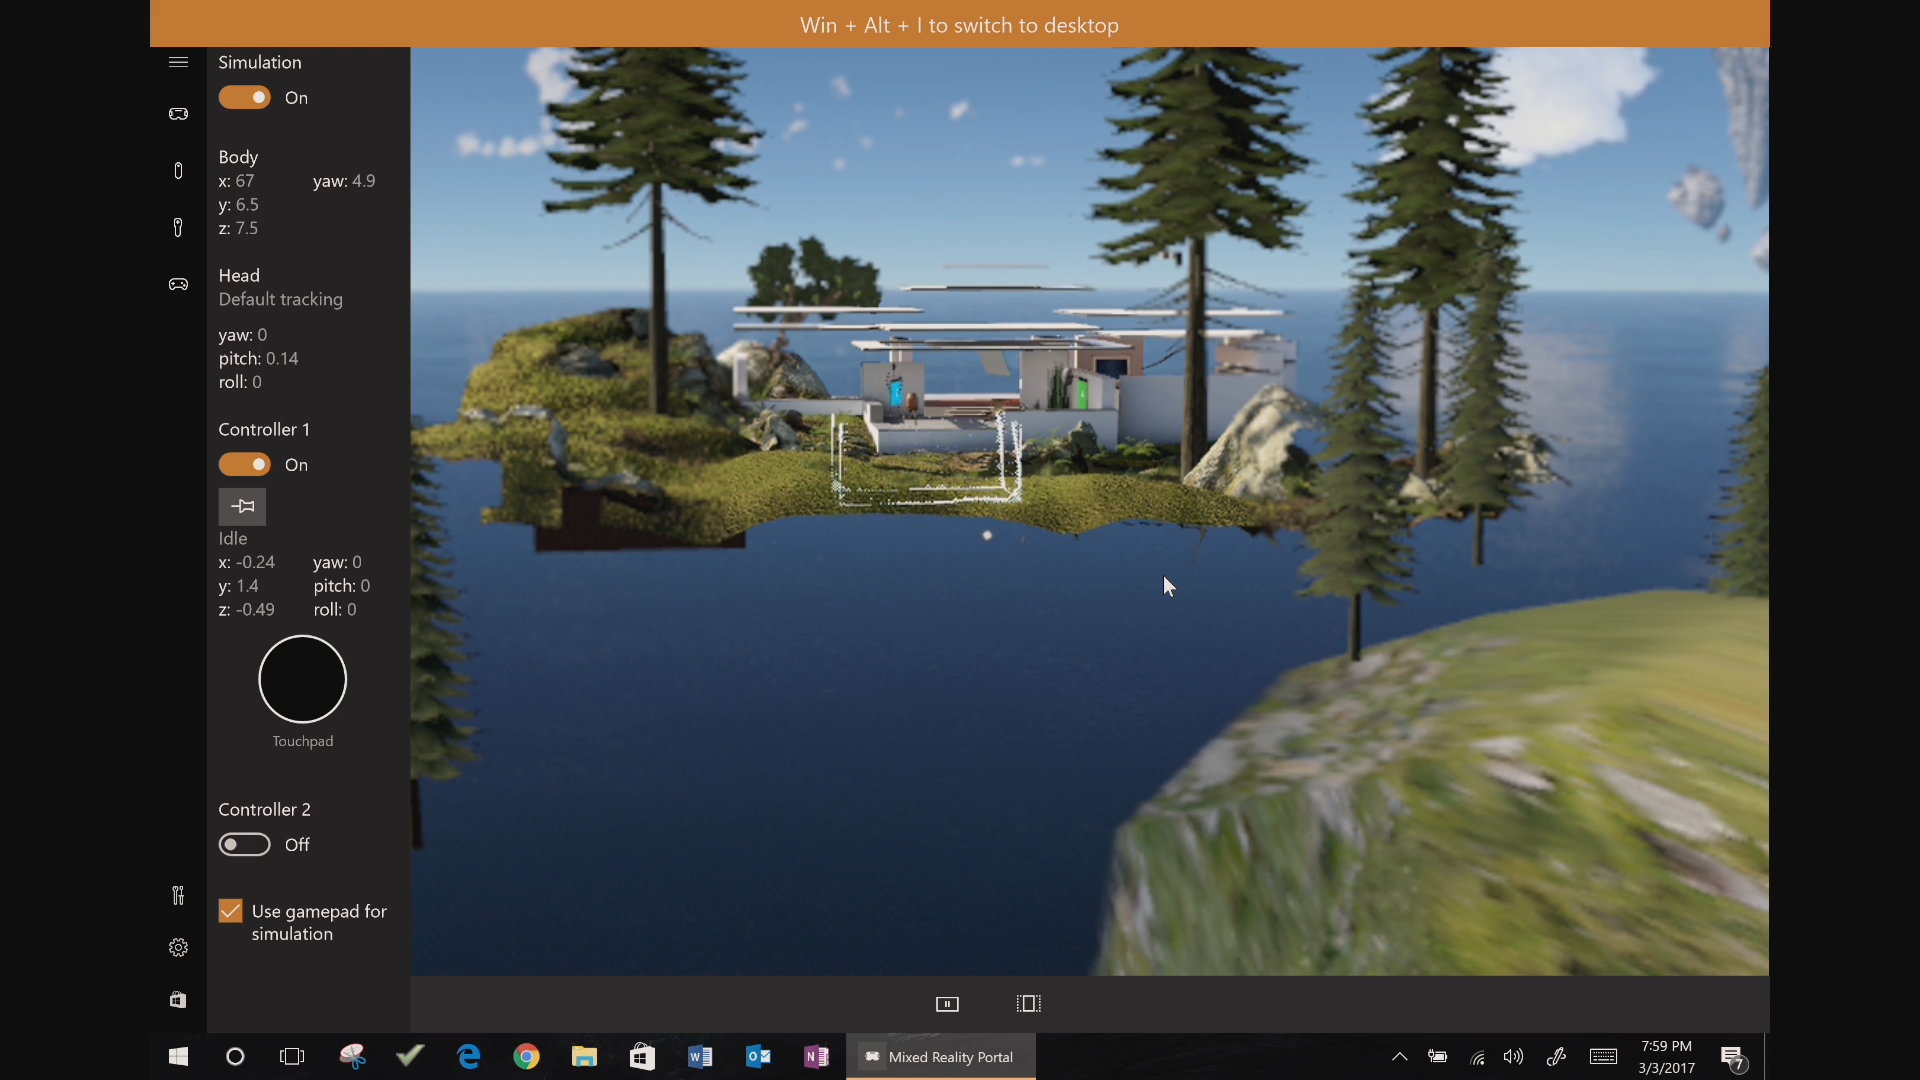 Win + Alt + I to switch to desktop
Simulation
On
Body
x: 67 yaw: 4.9
y: 6.5
z: 7.5
Head
Default tracking
yaw: 0
pitch: 0.14
roll: 0
Controller 1
On
Idle
x: -0.24 yaw: 0
y: 1.4 pitch: 0
z: -0.49 roll: 0
Touchpad
Controller 2
Off
Use gamepad for
simulation
Mixed Reality Portal
7:59 PM
3/3/2017
7